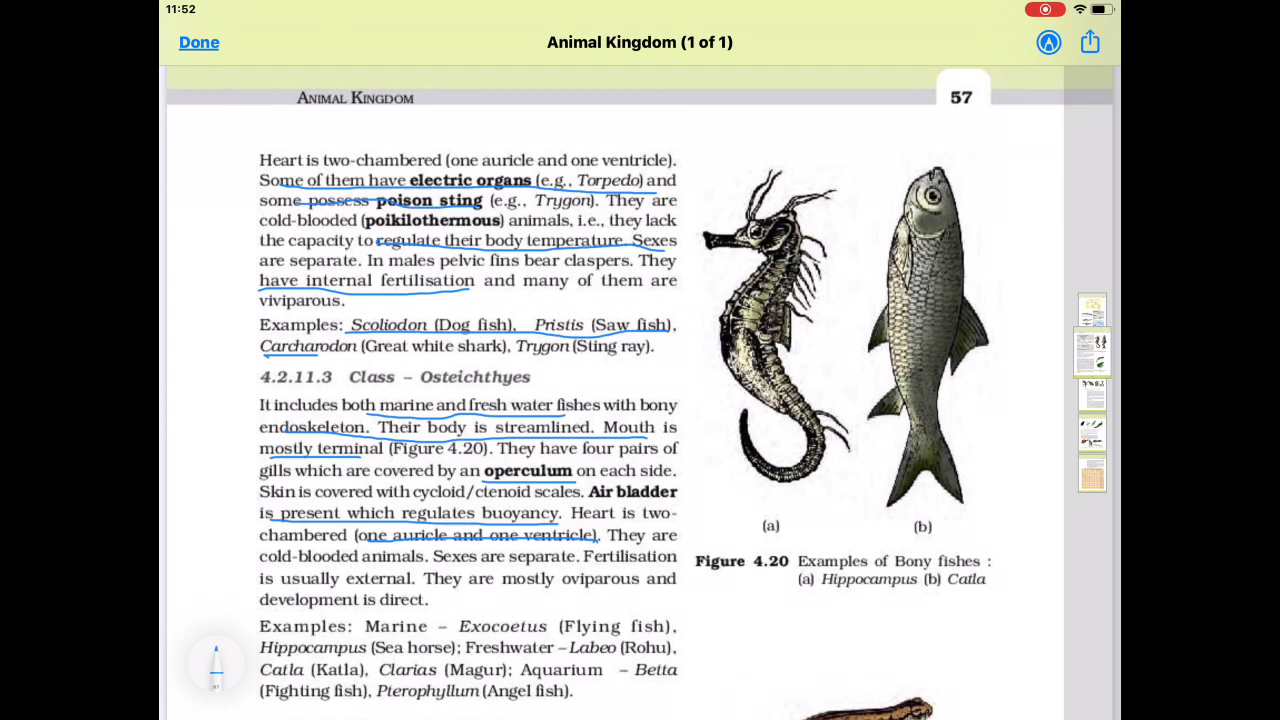 11:52
Done
Animal Kingdom (1 of 1)
ANIMAL KINGDOM
57
Heart is two-chambered (one auricle and one ventricle).
Some of them have electric organs (e.g., Torpedo) and
some possess poison sting (e.g., Trygon). They are
cold-blooded (poikilothermous) animals, i.e., they lack
the capacity to regulate their body temperature. Sexes
are separate. In males pelvic fins bear claspers. They
have internal fertilisation and many of them are
viviparous.
Examples: Scoliodon (Dog fish), Pristis (Saw fish),
Carcharodon (Great white shark), Trygon (Sting ray).
4.2.11.3 Class – Osteichthyes
It includes both marine and fresh water fishes with bony
endoskeleton. Their body is streamlined. Mouth is
mostly terminal (Figure 4.20). They have four pairs of
gills which are covered by an operculum on each side.
Skin is covered with cycloid/ctenoid scales. Air bladder
is present which regulates buoyancy. Heart is two-
chambered (one auricle and one ventricle). They are
cold-blooded animals. Sexes are separate. Fertilisation
is usually external. They are mostly oviparous and
development is direct.
Examples: Marine – Exocoetus (Flying fish),
Hippocampus (Sea horse); Freshwater – Labeo (Rohu),
Catla (Katla), Clarias (Magur); Aquarium – Betta
(Fighting fish), Pterophyllum (Angel fish).
(a)
(b)
Figure 4.20 Examples of Bony fishes :
(a) Hippocampus (b) Catla
97